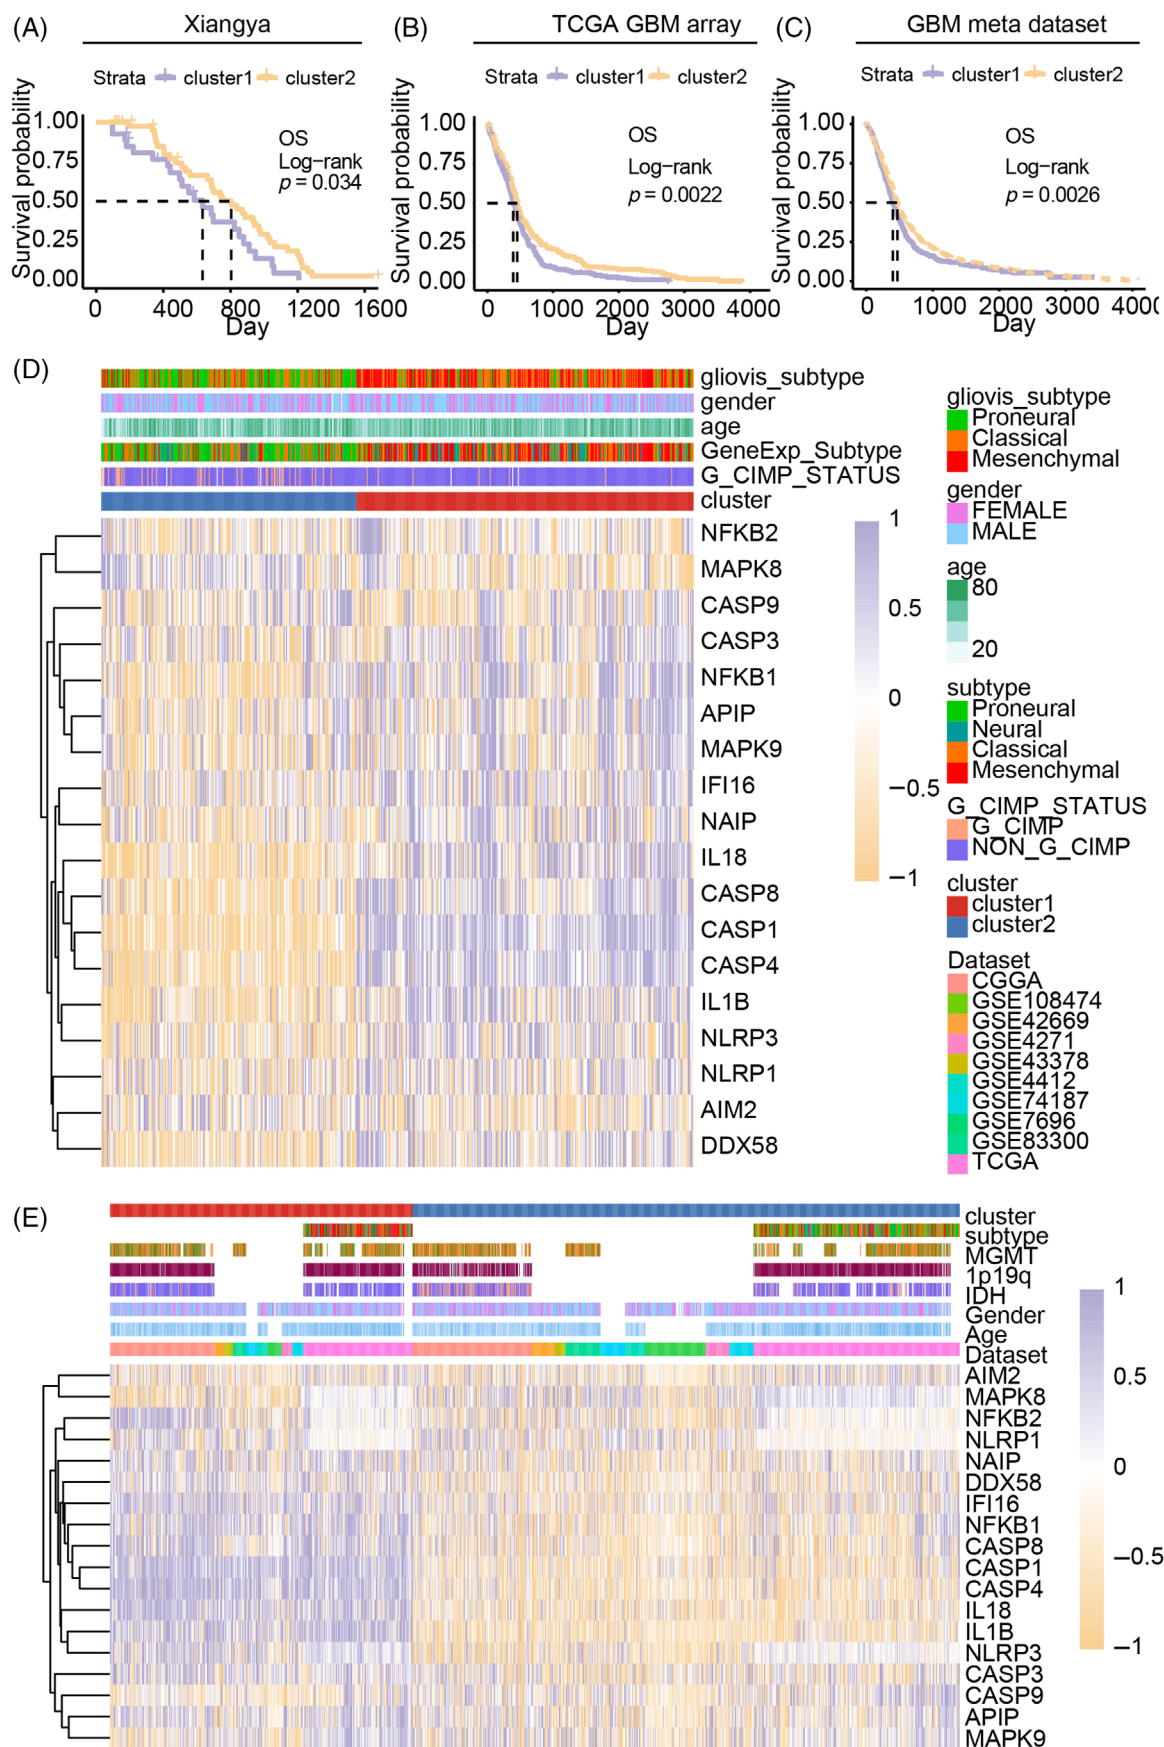 (A) Xiangya
Strata cluster1 cluster2
Survival probability
1.00
0.75
0.50
0.25
0.00
OS
Log−rank
p = 0.034
0 400 800 1200 1600
Day
(B) TCGA GBM array
Strata cluster1 cluster2
Survival probability
1.00
0.75
0.50
0.25
0.00
OS
Log−rank
p = 0.0022
0 1000 2000 3000 4000
Day
(C) GBM meta dataset
Strata cluster1 cluster2
Survival probability
1.00
0.75
0.50
0.25
0.00
OS
Log−rank
p = 0.0026
0 1000 2000 3000 400
Day
(D)
gliovis_subtype
gender
age
GeneExp_Subtype
G_CIMP_STATUS
cluster
NFKB2
MAPK8
CASP9
CASP3
NFKB1
APIP
MAPK9
IFI16
NAIP
IL18
CASP8
CASP1
CASP4
IL1B
NLRP3
NLRP1
AIM2
DDX58
1
0.5
0
−0.5
−1
gliovis_subtype
Proneural
Classical
Mesenchymal
gender
FEMALE
MALE
age
80
20
subtype
Proneural
Neural
Classical
Mesenchymal
G_CIMP_STATUS
G_CIMP
NON_G_CIMP
cluster
cluster1
cluster2
Dataset
CGGA
GSE108474
GSE42669
GSE4271
GSE43378
GSE4412
GSE74187
GSE7696
GSE83300
TCGA
(E)
cluster
subtype
MGMT
1p19q
IDH
Gender
Age
Dataset
AIM2
MAPK8
NFKB2
NLRP1
NAIP
DDX58
IFI16
NFKB1
CASP8
CASP1
CASP4
IL18
IL1B
NLRP3
CASP3
CASP9
APIP
MAPK9
1
0.5
0
−0.5
−1